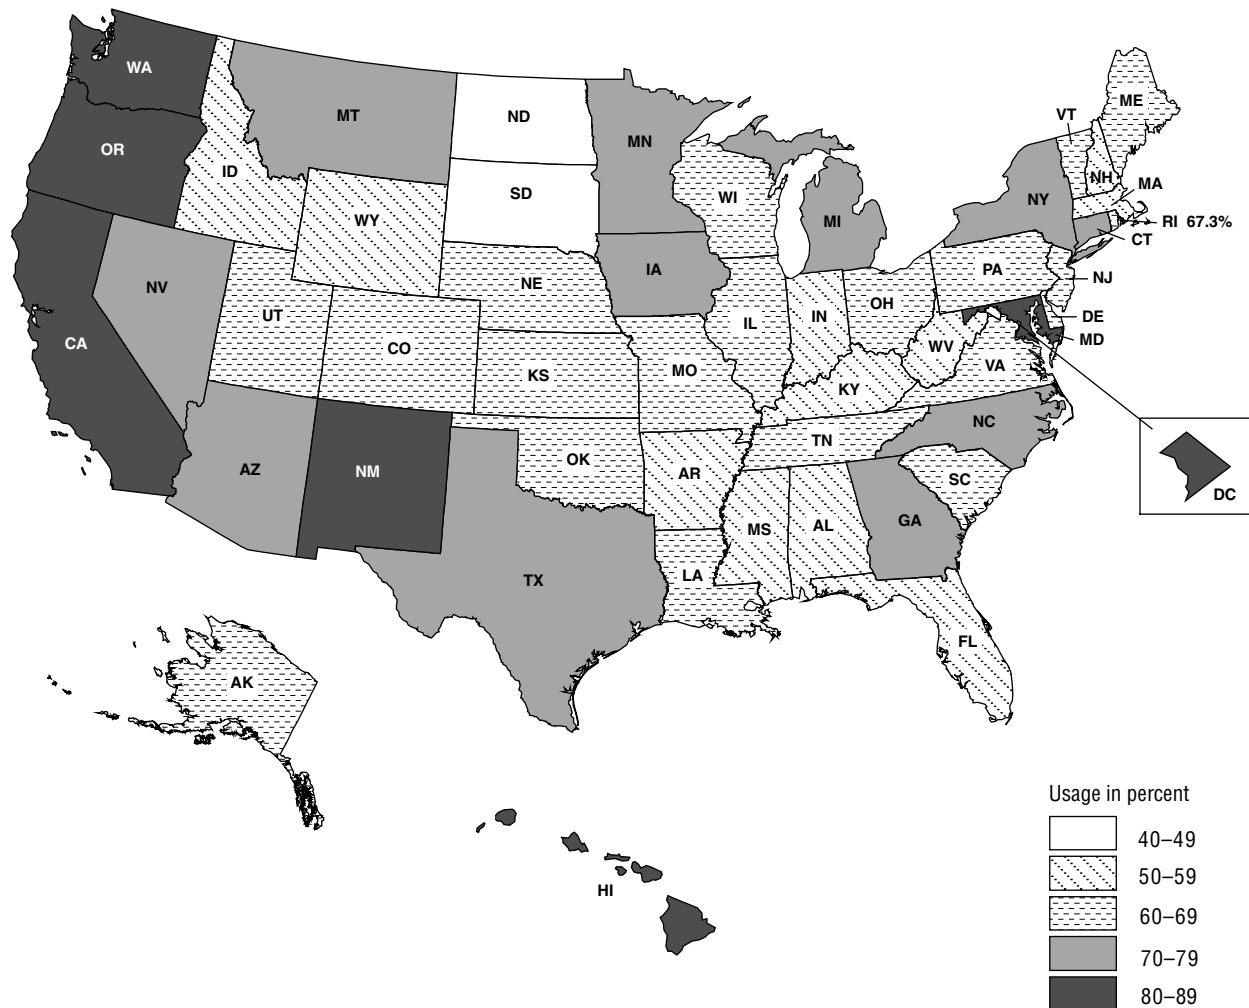 WA
MT
ND
MN
ME
VT
OR
ID
SD
WI
NH
MA
WY
MI
NY
RI 67.3%
CT
IA
PA
NJ
NV
NE
OH
UT
IL
IN
DE
CA
CO
WV
MD
KS
MO
VA
KY
NC
TN
AZ
NM
OK
AR
SC
DC
GA
MS
AL
TX
LA
FL
AK
HI
Usage in percent
40–49
50–59
60–69
70–79
80–89